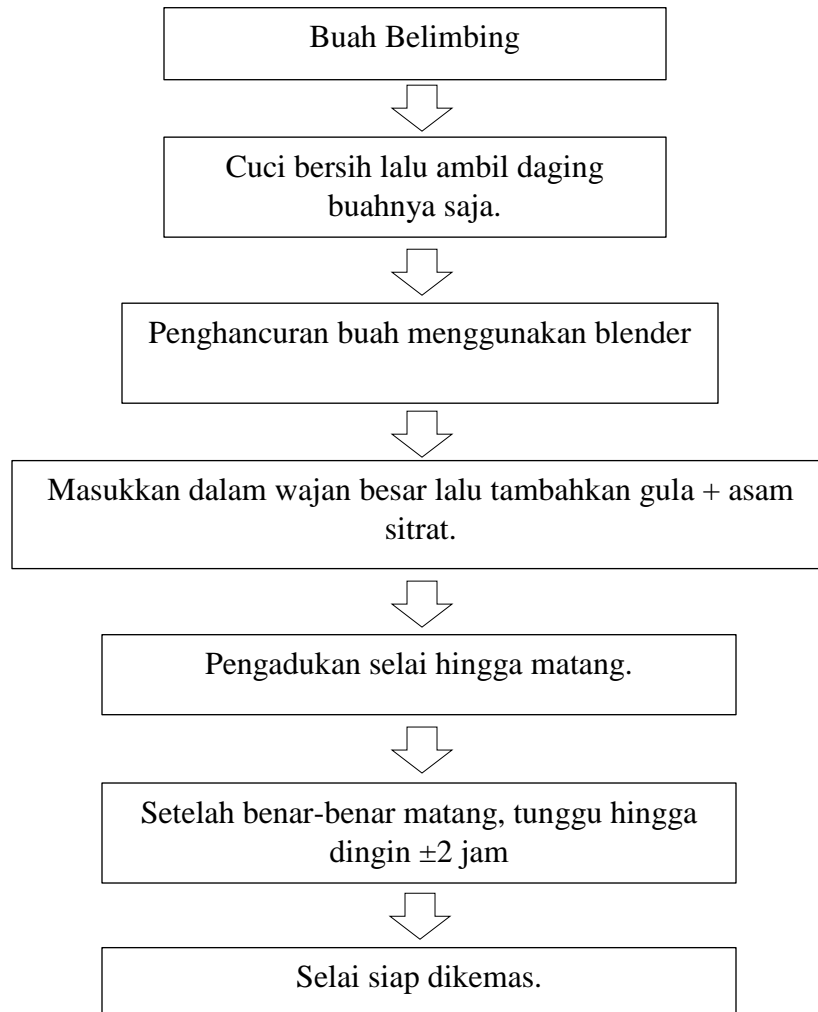 Buah Belimbing
Cuci bersih lalu ambil daging
buahnya saja.
Penghancuran buah menggunakan blender
Masukkan dalam wajan besar lalu tambahkan gula + asam
sitrat.
Pengadukan selai hingga matang.
Setelah benar-benar matang, tunggu hingga
dingin ±2 jam
Selai siap dikemas.